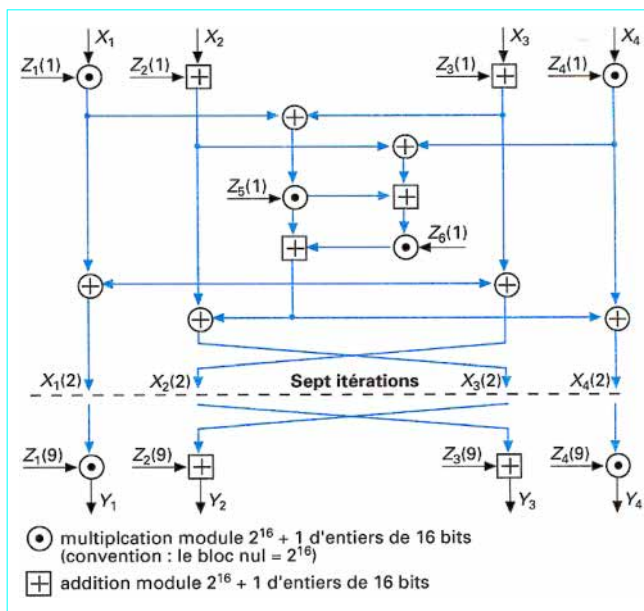 X1 X2 X3 X4
Z1(1) Z2(1) Z3(1) Z4(1)
Z5(1)
Z6(1)
X1(2) X2(2) Sept itérations X3(2) X4(2)
Z1(9) Z2(9) Z3(9) Z4(9)
Y1 Y2 Y3 Y4
multiplcation module 2^16 + 1 d'entiers de 16 bits
(convention : le bloc nul = 2^16)
addition module 2^16 + 1 d'entiers de 16 bits